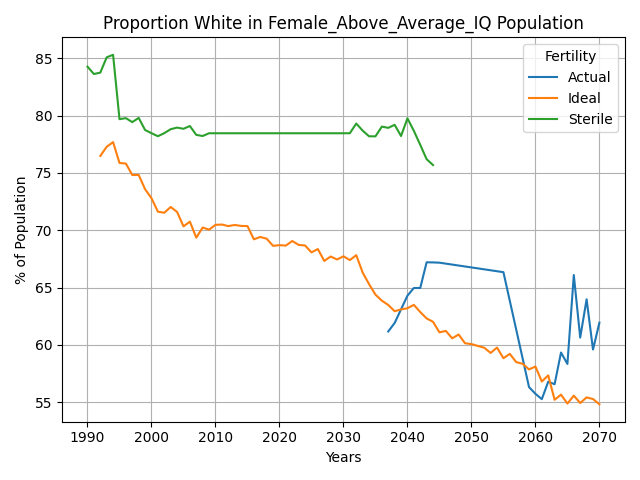 Proportion White in Female_Above_Average_IQ Population
Fertility
Actual
Ideal
Sterile
% of Population
85
80
75
70
65
60
55
1990 2000 2010 2020 2030 2040 2050 2060 2070
Years